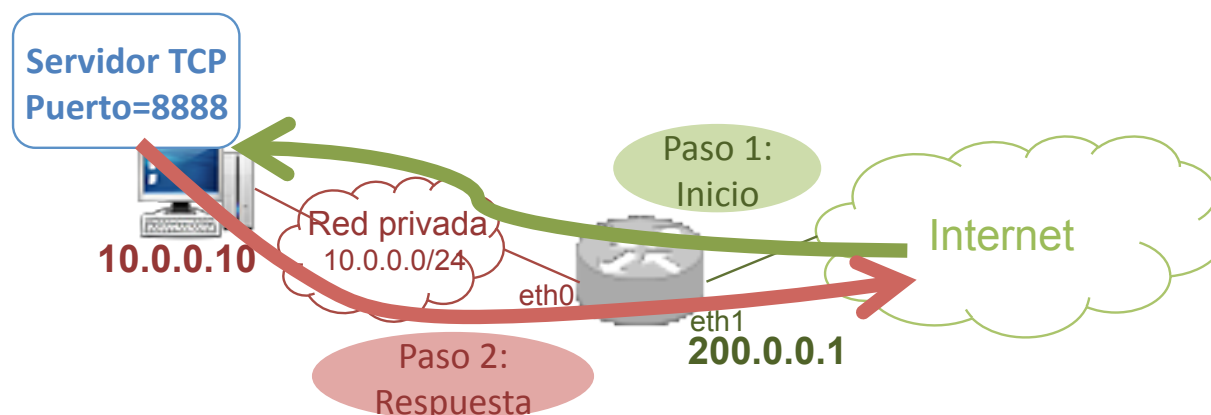 Servidor TCP
Puerto=8888
Paso 1:
Inicio
Red privada
10.0.0.0/24
Internet
10.0.0.10
eth0
eth1
200.0.0.1
Paso 2:
Respuesta